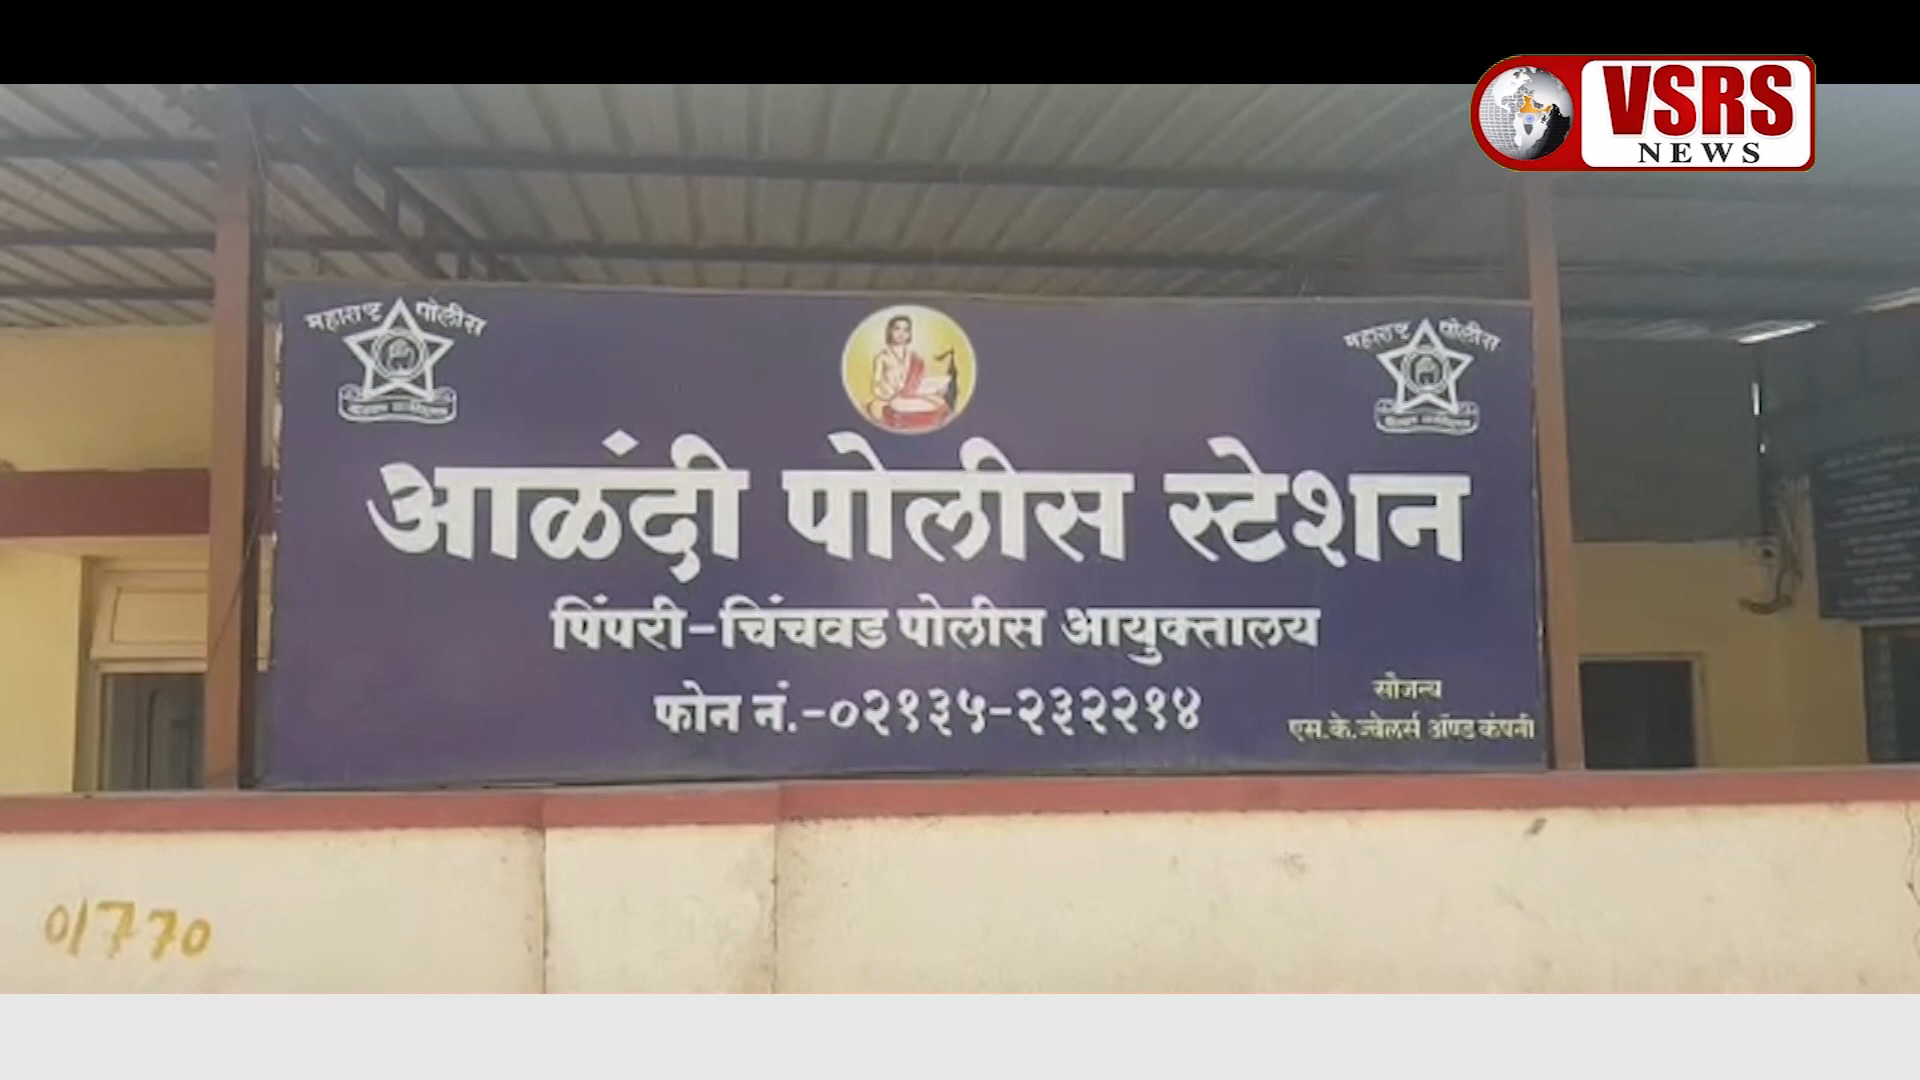 VSRS
NEWS
महाराष्ट्र पोलीस
महाराष्ट्र पोलीस
आळंदी पोलीस स्टेशन
पिंपरी-चिंचवड पोलीस आयुक्तालय
फोन नं.-०२१३५-२३२२१४
सौजन्य
एस.के.ज्वेलर्स ॲण्ड कंपनी
01770